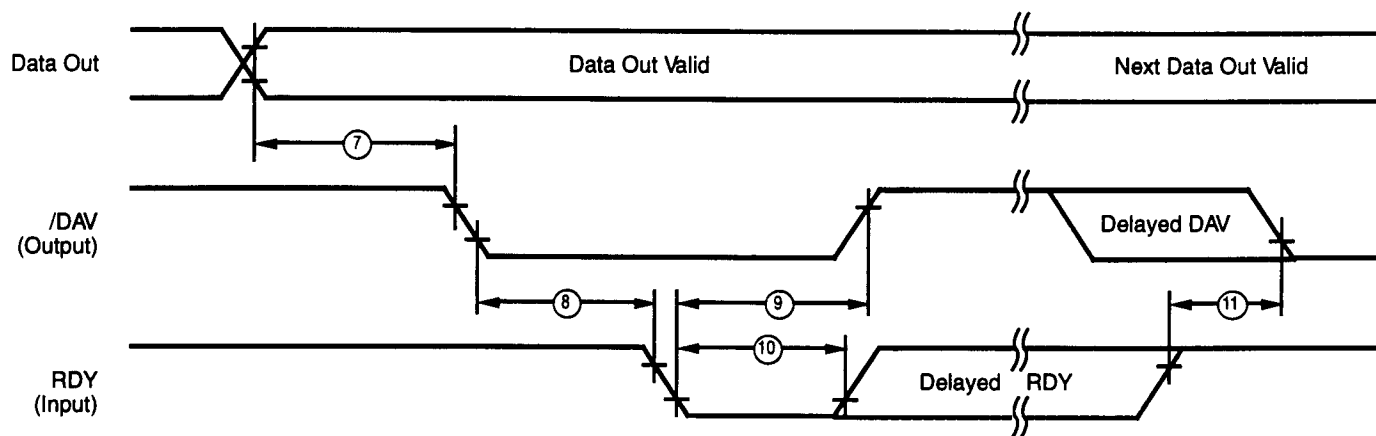 Data Out
Data Out Valid
Next Data Out Valid
7
/DAV
(Output)
Delayed DAV
8
9
11
10
RDY
(Input)
Delayed RDY